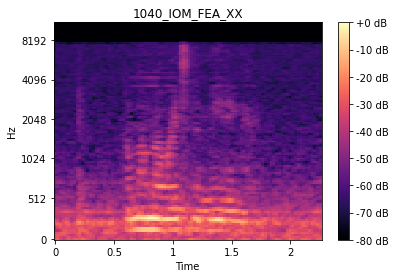 1040_IOM_FEA_XX
Hz
8192
4096
2048
1024
512
0
0
0.5
1
1.5
2
Time
+0 dB
-10 dB
-20 dB
-30 dB
-40 dB
-50 dB
-60 dB
-70 dB
-80 dB